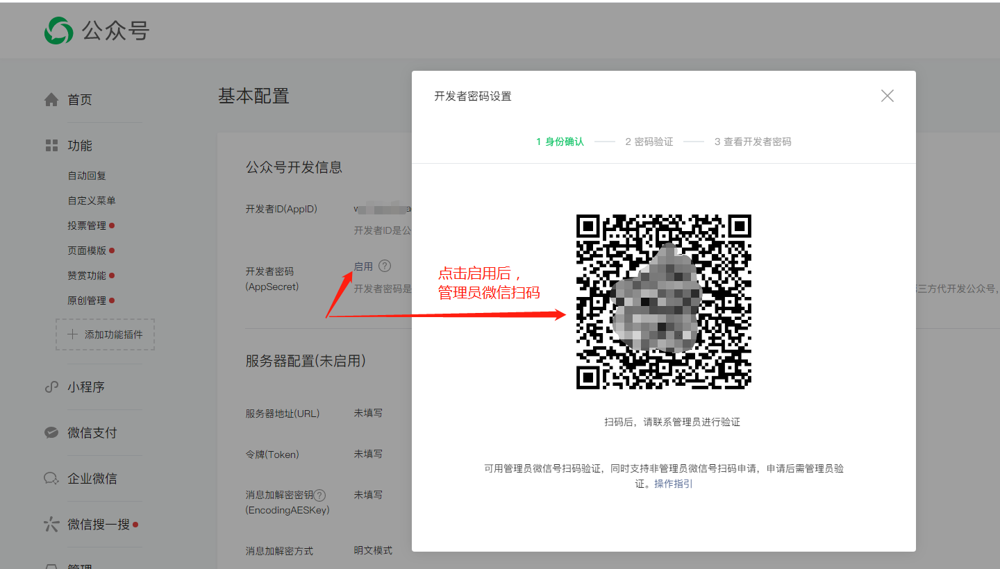 公众号
首页
功能
自动回复
自定义菜单
投票管理
页面模版
赞赏功能
原创管理
添加功能插件
小程序
微信支付
企业微信
微信搜一搜
管理
基本配置
公众号开发信息
开发者ID(AppID)
开发者ID是公
开发者密码
(AppSecret)
启用 ?
开发者密码是
三方代开发公众号,
服务器配置(未启用)
服务器地址(URL) 未填写
令牌(Token) 未填写
消息加解密密钥 ? 未填写
(EncodingAESKey)
消息加解密方式 明文模式
开发者密码设置
1 身份确认 2 密码验证 3 查看开发者密码
点击启用后，
管理员微信扫码
扫码后，请联系管理员进行验证
可用管理员微信号扫码验证，同时支持非管理员微信号扫码申请，申请后需管理员验
证。操作指引